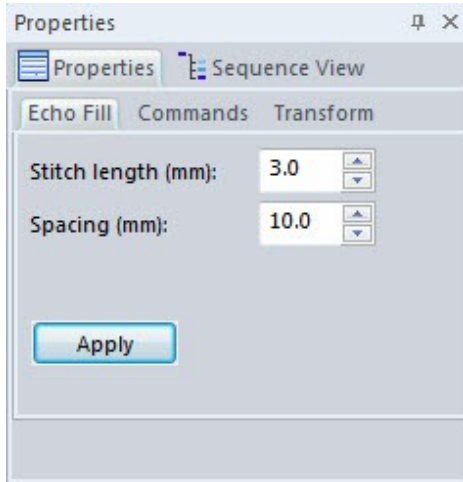 Properties
Properties Sequence View
Echo Fill Commands Transform
Stitch length (mm): 3.0
Spacing (mm): 10.0
Apply